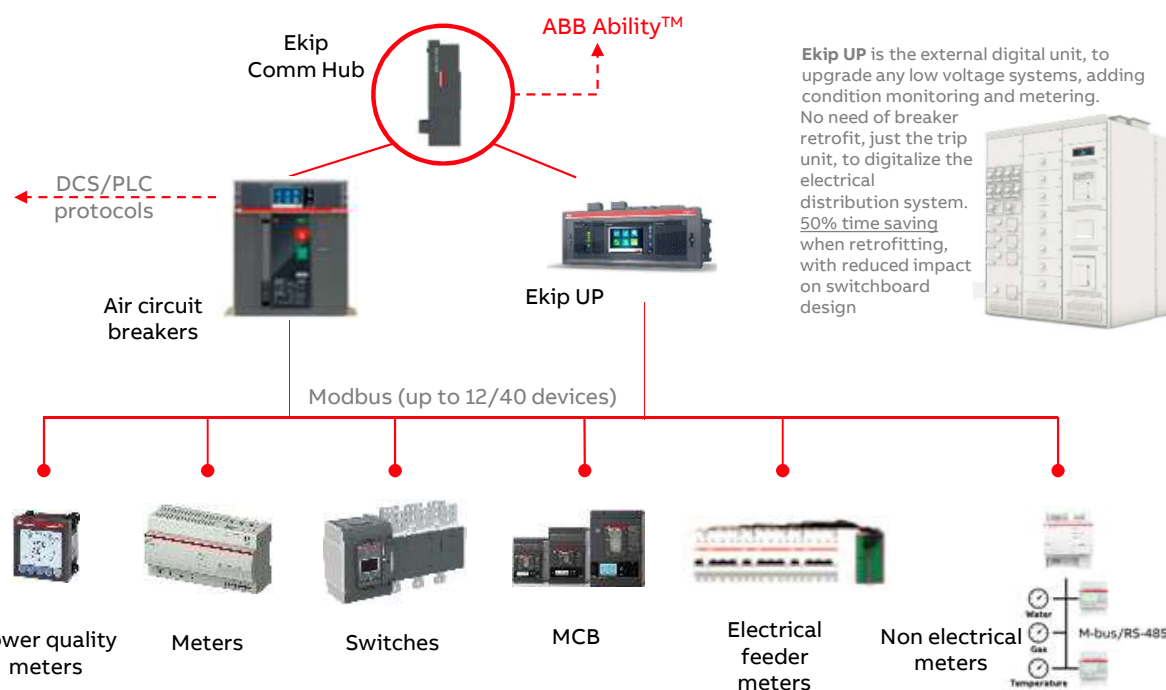 Ekip
Comm Hub
ABB Ability™
Ekip UP is the external digital unit, to
upgrade any low voltage systems, adding
condition monitoring and metering.
No need of breaker
retrofit, just the trip
unit, to digitalize the
electrical
distribution system.
50% time saving
when retrofitting,
with reduced impact
on switchboard
design
DCS/PLC
protocols
Air circuit
breakers
Ekip UP
Modbus (up to 12/40 devices)
ower quality
meters
Meters
Switches
MCB
Electrical
feeder
meters
Non electrical
meters
Water
Gas
Temperature
M-bus/RS-485